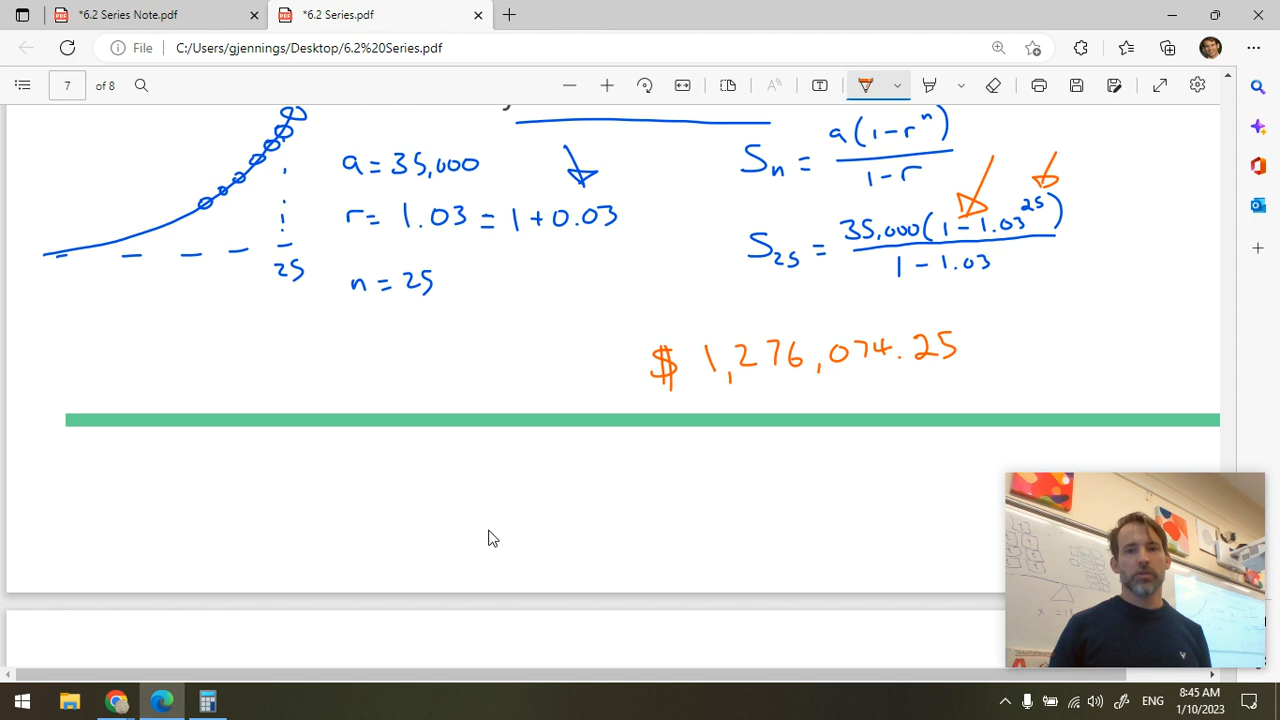 *6.2 Series Note.pdf
*6.2 Series.pdf
File
C:/Users/gjennings/Desktop/6.2%20Series.pdf
7 of 8
a = 35,000
r = 1.03 = 1 + 0.03
n = 25
25
Sn = a(1-r^n) / 1-r
S25 = 35,000(1-1.03^25) / 1-1.03
$ 1,276,074.25
ENG
8:45 AM
1/10/2023